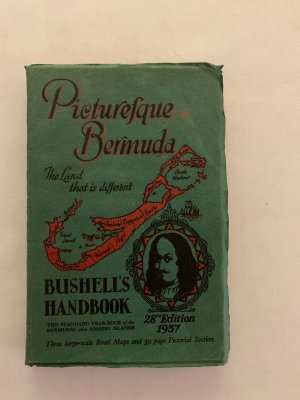 Picturesque
Bermuda
The Land
that is different
BUSHELL'S
HANDBOOK
THE STANDARD YEAR-BOOK of the
BERMUDAS alias SOMERS ISLANDS
28th Edition
1937
Three large-scale Road Maps and 30 page Pictorial Section